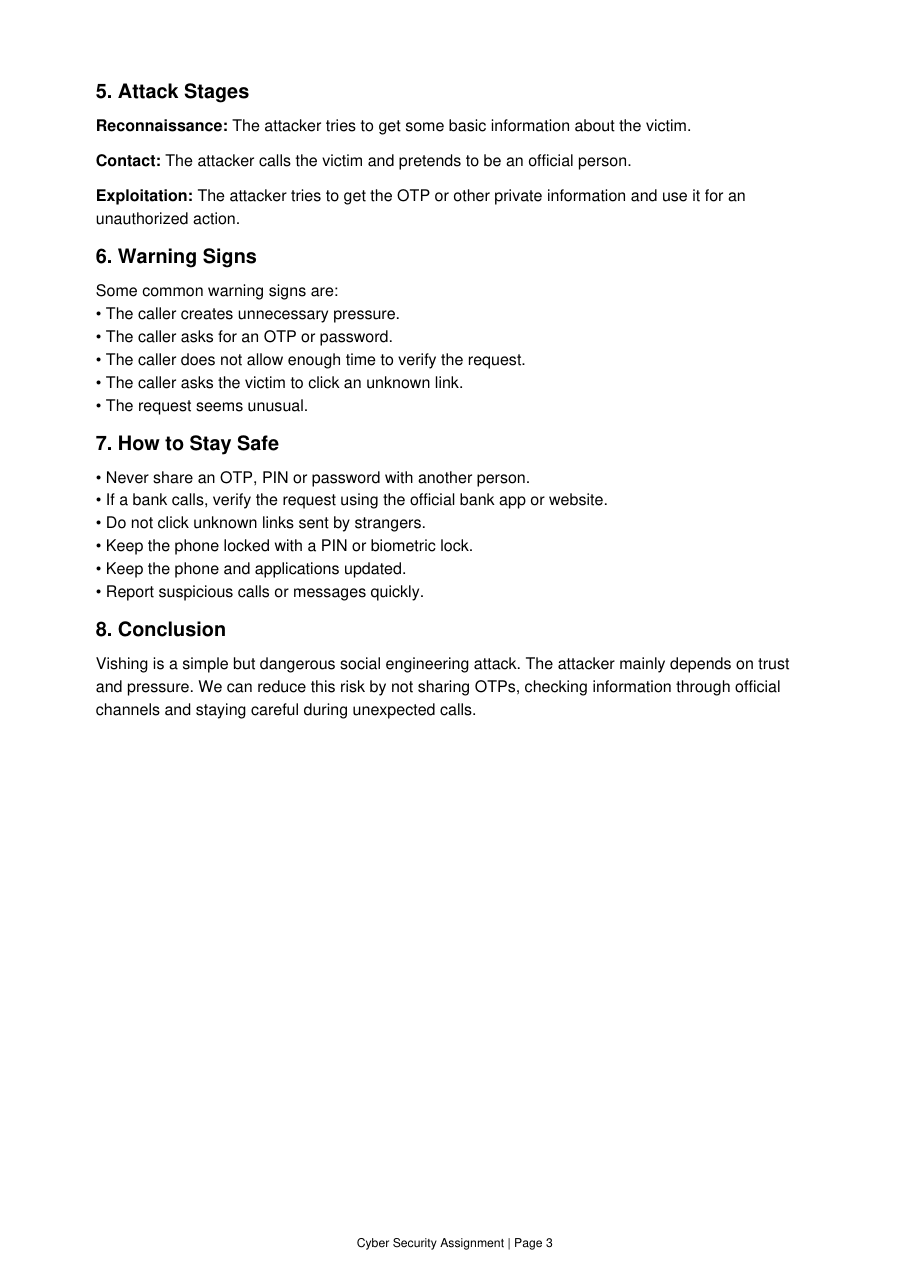 5. Attack Stages
Reconnaissance: The attacker tries to get some basic information about the victim.
Contact: The attacker calls the victim and pretends to be an official person.
Exploitation: The attacker tries to get the OTP or other private information and use it for an
unauthorized action.
6. Warning Signs
Some common warning signs are:
• The caller creates unnecessary pressure.
• The caller asks for an OTP or password.
• The caller does not allow enough time to verify the request.
• The caller asks the victim to click an unknown link.
• The request seems unusual.
7. How to Stay Safe
• Never share an OTP, PIN or password with another person.
• If a bank calls, verify the request using the official bank app or website.
• Do not click unknown links sent by strangers.
• Keep the phone locked with a PIN or biometric lock.
• Keep the phone and applications updated.
• Report suspicious calls or messages quickly.
8. Conclusion
Vishing is a simple but dangerous social engineering attack. The attacker mainly depends on trust
and pressure. We can reduce this risk by not sharing OTPs, checking information through official
channels and staying careful during unexpected calls.
Cyber Security Assignment | Page 3